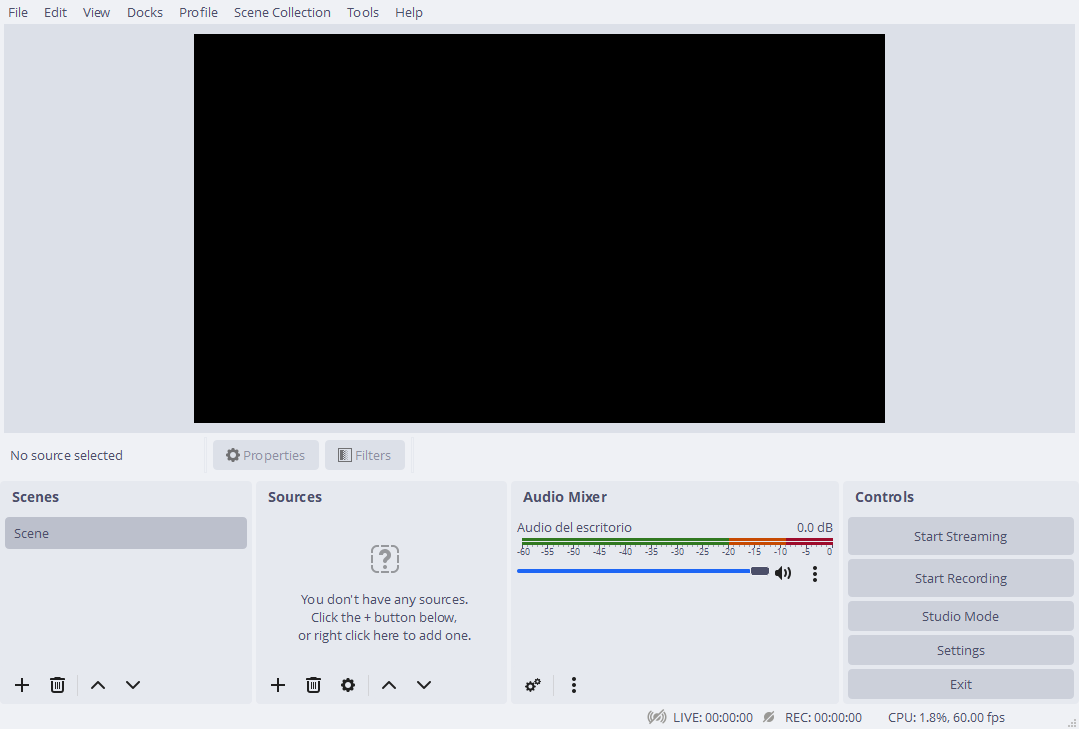 File Edit View Docks Profile Scene Collection Tools Help
No source selected
Properties
Filters
Scenes
Scene
Sources
You don't have any sources.
Click the + button below,
or right click here to add one.
Audio Mixer
Audio del escritorio 0.0 dB
-60 -55 -50 -45 -40 -35 -30 -25 -20 -15 -10 -5 0
Controls
Start Streaming
Start Recording
Studio Mode
Settings
Exit
LIVE: 00:00:00 REC: 00:00:00 CPU: 1.8%, 60.00 fps